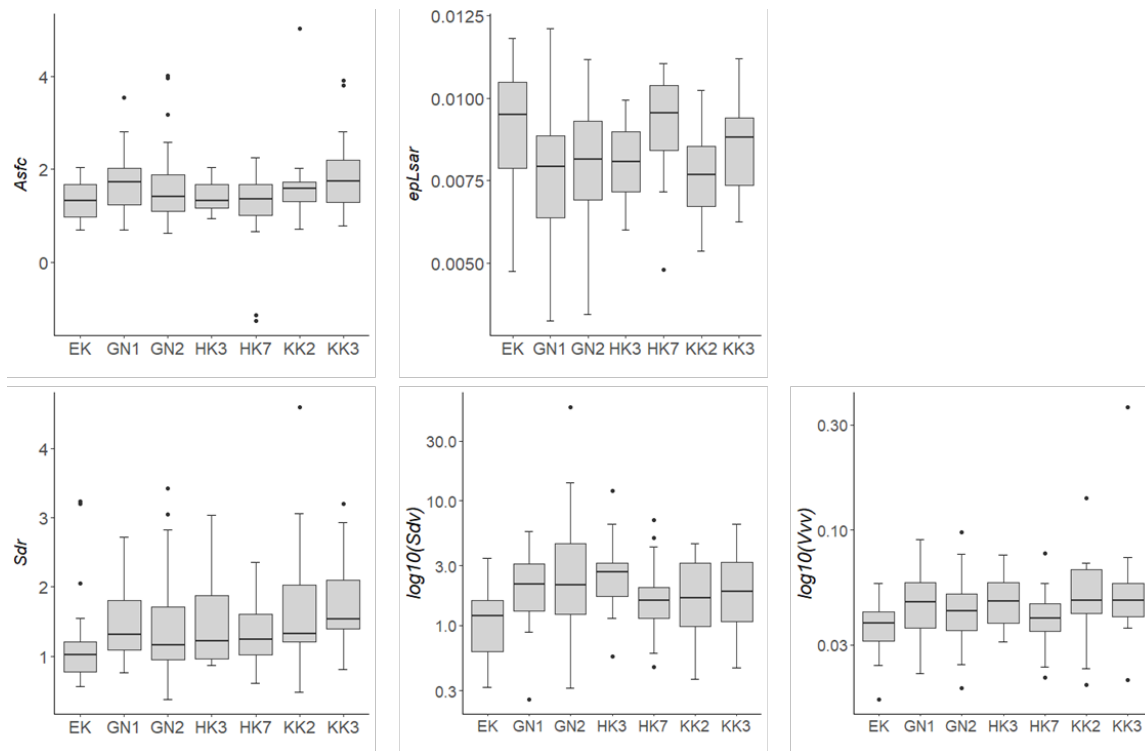 Asfc
4
2
0
EK GN1 GN2 HK3 HK7 KK2 KK3
epLsar
0.0125
0.0100
0.0075
0.0050
EK GN1 GN2 HK3 HK7 KK2 KK3
Sdr
4
3
2
1
EK GN1 GN2 HK3 HK7 KK2 KK3
log10(Sdv)
30.0
10.0
3.0
1.0
0.3
EK GN1 GN2 HK3 HK7 KK2 KK3
log10(Vvv)
0.30
0.10
0.03
EK GN1 GN2 HK3 HK7 KK2 KK3